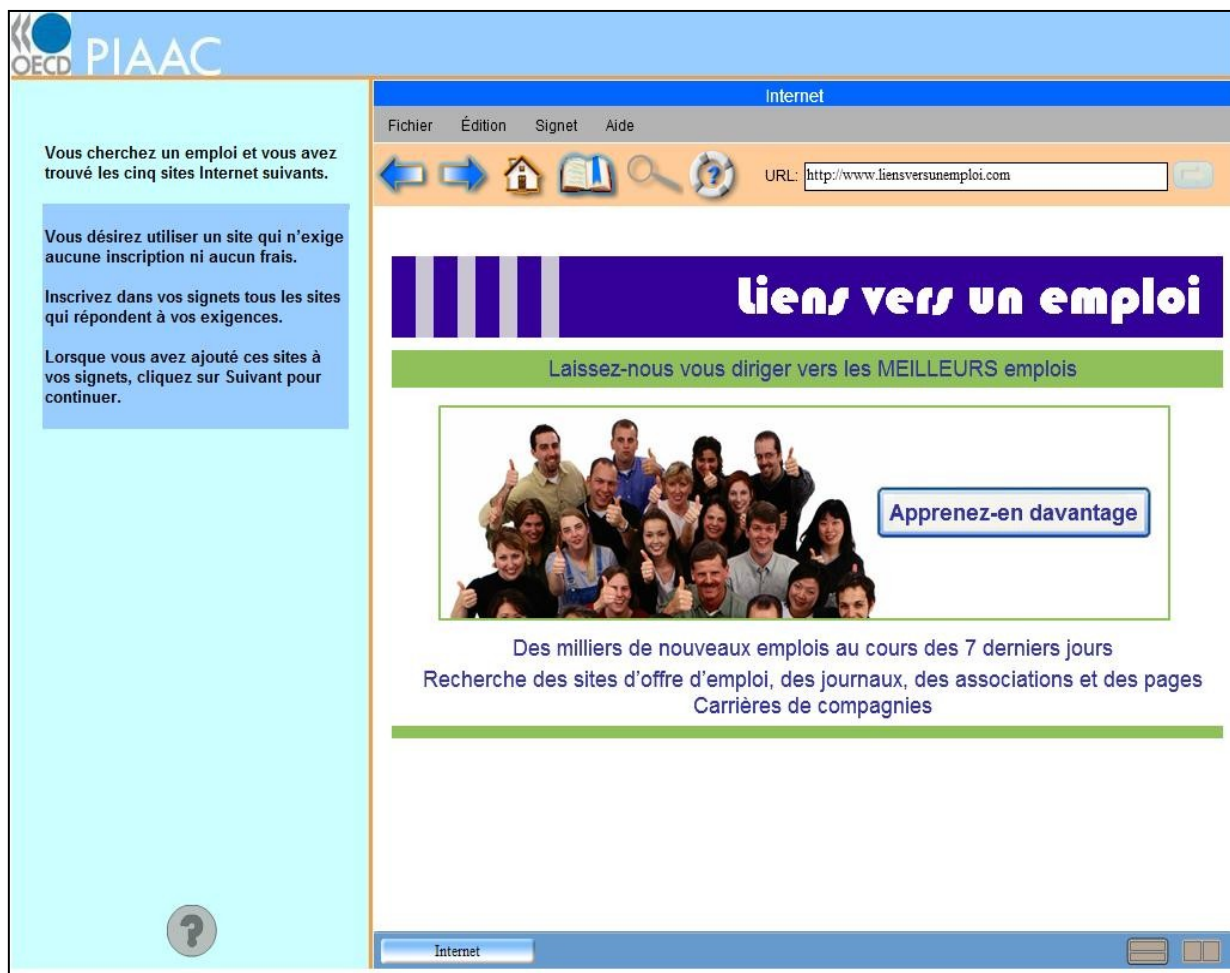 OECD PIAAC
Vous cherchez un emploi et vous avez
trouvé les cinq sites Internet suivants.
Vous désirez utiliser un site qui n'exige
aucune inscription ni aucun frais.
Inscrivez dans vos signets tous les sites
qui répondent à vos exigences.
Lorsque vous avez ajouté ces sites à
vos signets, cliquez sur Suivant pour
continuer.
?
Internet
Fichier Édition Signet Aide
? URL: http://www.liensversunemploi.com
Liens vers un emploi
Laissez-nous vous diriger vers les MEILLEURS emplois
Apprenez-en davantage
Des milliers de nouveaux emplois au cours des 7 derniers jours
Recherche des sites d'offre d'emploi, des journaux, des associations et des pages
Carrières de compagnies
Internet